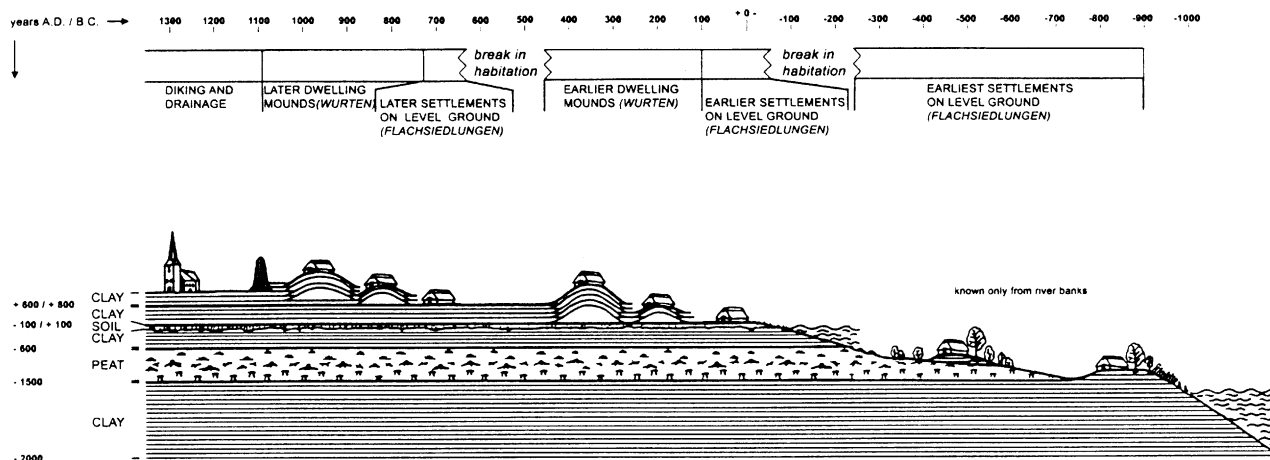 years A.D. / B C.
1300 1200 1100 1000 900 800 700 600 500 400 300 200 100 + 0 - -100 -200 -300 -400 -500 -600 -700 -800 -900 -1000
break in
habitation
break in
habitation
DIKING AND
DRAINAGE
LATER DWELLING
MOUNDS(WURTEN)
LATER SETTLEMENTS
ON LEVEL GROUND
(FLACHSIEDLUNGEN)
EARLIER DWELLING
MOUNDS (WURTEN)
EARLIER SETTLEMENTS
ON LEVEL GROUND
(FLACHSIEDLUNGEN)
EARLIEST SETTLEMENTS
ON LEVEL GROUND
(FLACHSIEDLUNGEN)
known only from river banks
CLAY
+ 600 / + 800
CLAY
- 100 / + 100
SOIL
CLAY
- 600
PEAT
- 1500
CLAY
- 2000